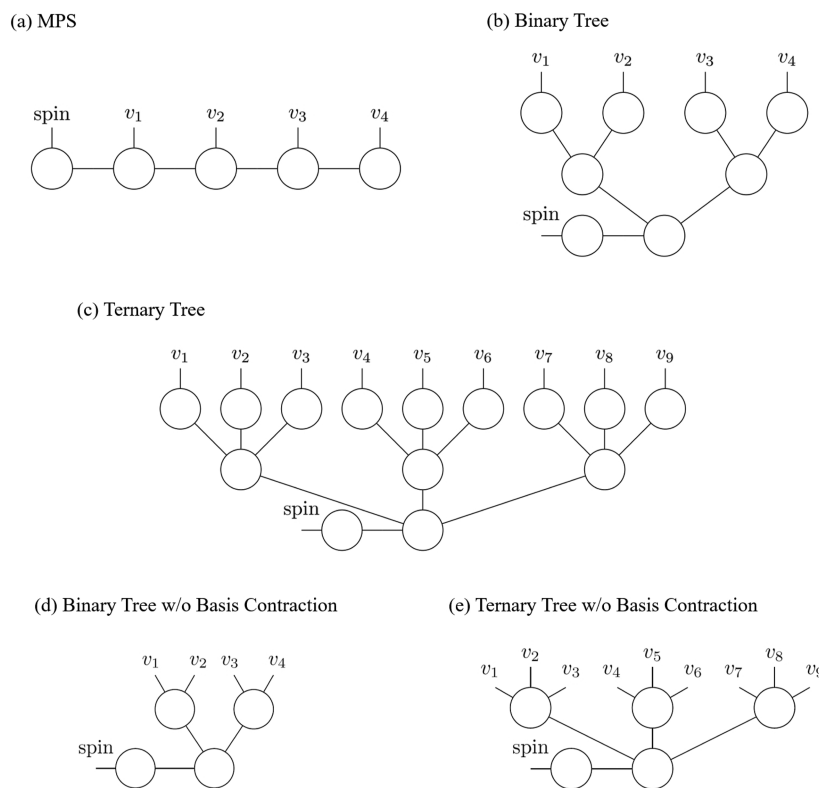 (a) MPS
(b) Binary Tree
v₁ v₂ v₃ v₄
spin v₁ v₂ v₃ v₄
spin
(c) Ternary Tree
v₁ v₂ v₃ v₄ v₅ v₆ v₇ v₈ v₉
spin
(d) Binary Tree w/o Basis Contraction
(e) Ternary Tree w/o Basis Contraction
v₁ v₂ v₃ v₄
v₁ v₂ v₃ v₄ v₅ v₆ v₇ v₈ v₉
spin
spin